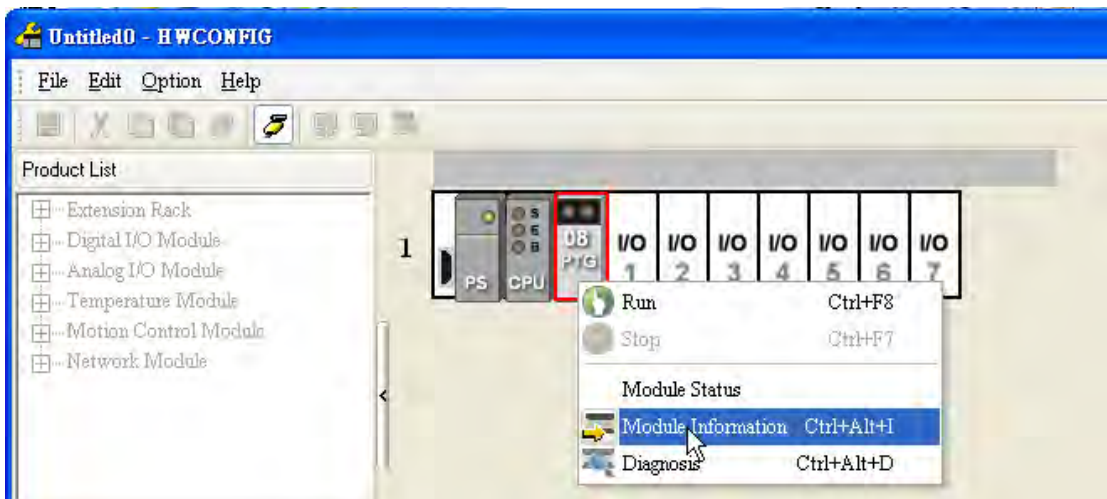 Untitled0 - HWCONFIG
File Edit Option Help
Product List
Extension Rack
Digital I/O Module
Analog I/O Module
Temperature Module
Motion Control Module
Network Module
1
PS
CPU
S
E
B
08
PTG
I/O I/O I/O I/O I/O I/O I/O
1 2 3 4 5 6 7
Run Ctrl+F8
Stop Ctrl+F7
Module Status
Module Information Ctrl+Alt+I
Diagnosis Ctrl+Alt+D